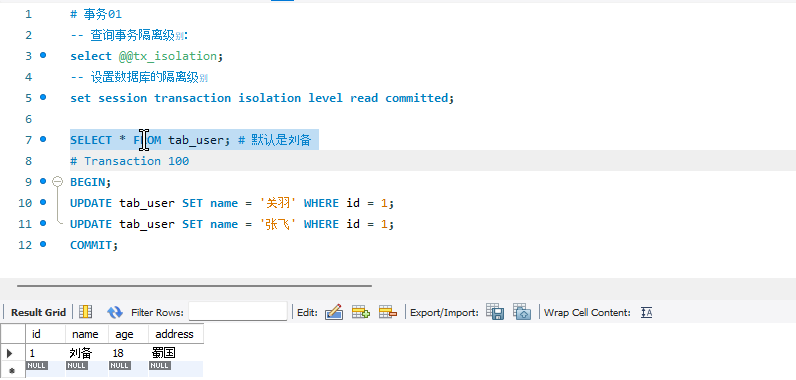 1 # 事务01
2 -- 查询事务隔离级别:
3 select @@tx_isolation;
4 -- 设置数据库的隔离级别
5 set session transaction isolation level read committed;
6
7 SELECT * FROM tab_user; # 默认是刘备
8 # Transaction 100
9 BEGIN;
10 UPDATE tab_user SET name = '关羽' WHERE id = 1;
11 UPDATE tab_user SET name = '张飞' WHERE id = 1;
12 COMMIT;
Result Grid Filter Rows: Edit: Export/Import: Wrap Cell Content:
id name age address
1 刘备 18 蜀国
NULL NULL NULL NULL